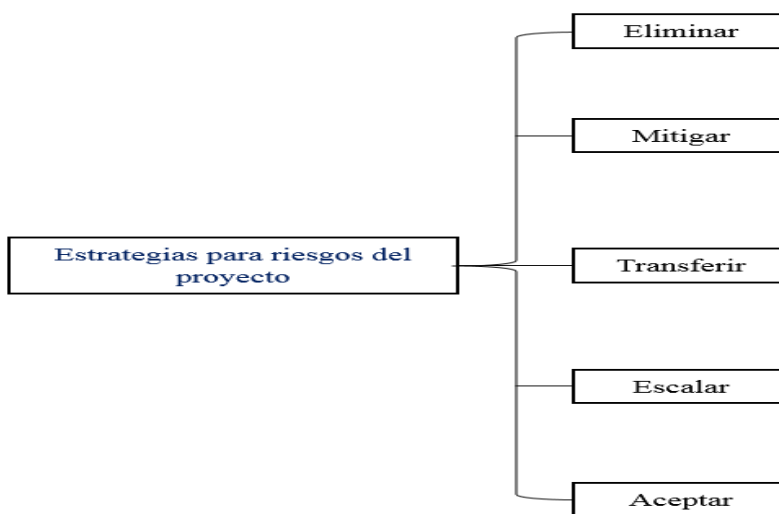 Estrategias para riesgos del
proyecto
Eliminar
Mitigar
Transferir
Escalar
Aceptar